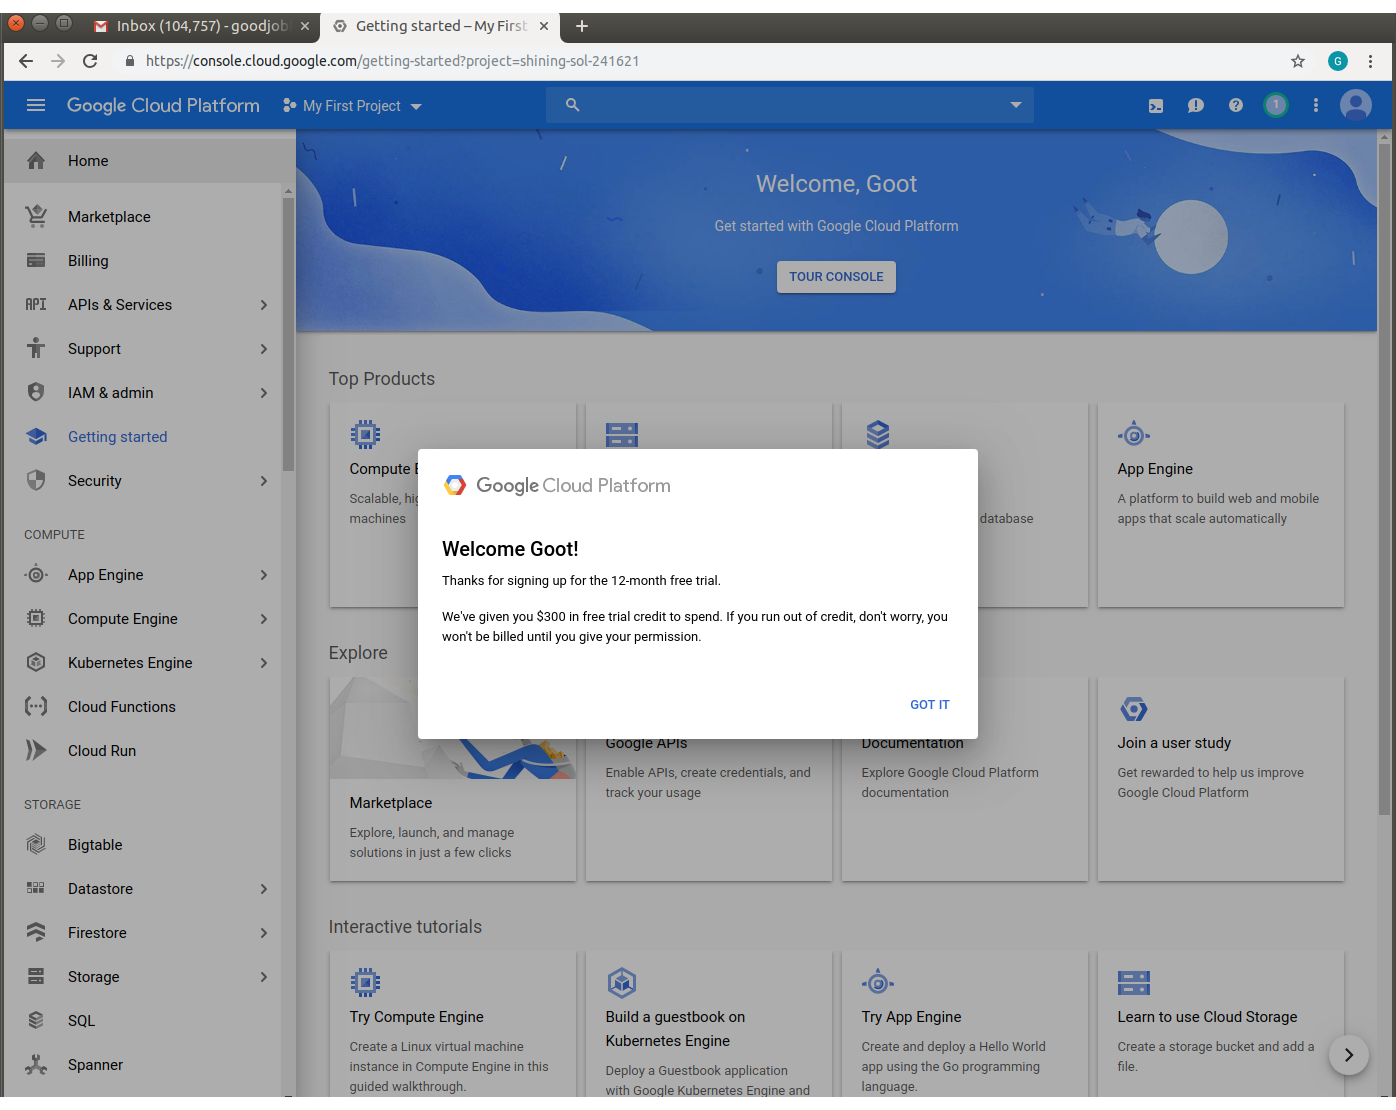 Inbox (104,757) - goodjob
Getting started – My First
https://console.cloud.google.com/getting-started?project=shining-sol-241621
G
Google Cloud Platform
My First Project
1
Home
Marketplace
Billing
API
APIs & Services
Support
IAM & admin
Getting started
Security
COMPUTE
App Engine
Compute Engine
Kubernetes Engine
Cloud Functions
Cloud Run
STORAGE
Bigtable
Datastore
Firestore
Storage
SQL
Spanner
Welcome, Goot
Get started with Google Cloud Platform
TOUR CONSOLE
Top Products
Compute
Scalable,
machines
database
App Engine
A platform to build web and mobile
apps that scale automatically
Google Cloud Platform
Welcome Goot!
Thanks for signing up for the 12-month free trial.
We've given you $300 in free trial credit to spend. If you run out of credit, don't worry, you
won't be billed until you give your permission.
GOT IT
Explore
Marketplace
Explore, launch, and manage
solutions in just a few clicks
Google APIs
Enable APIs, create credentials, and
track your usage
Documentation
Explore Google Cloud Platform
documentation
Join a user study
Get rewarded to help us improve
Google Cloud Platform
Interactive tutorials
Try Compute Engine
Create a Linux virtual machine
instance in Compute Engine in this
guided walkthrough.
Build a guestbook on
Kubernetes Engine
Deploy a Guestbook application
with Google Kubernetes Engine and
Try App Engine
Create and deploy a Hello World
app using the Go programming
language.
Learn to use Cloud Storage
Create a storage bucket and add a
file.